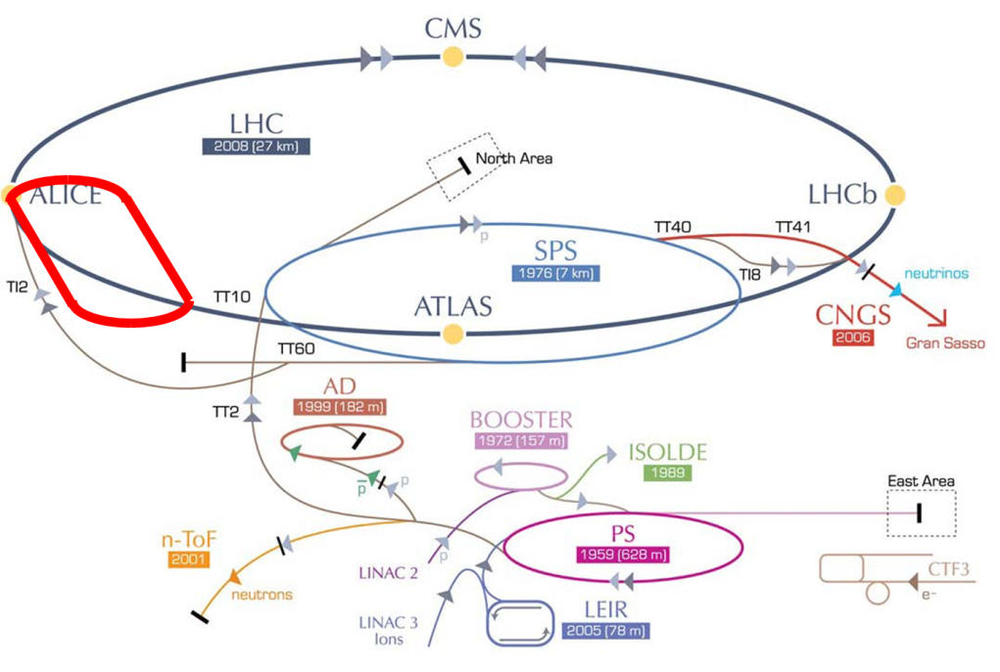 CMS
LHC
2008 (27 km)
North Area
ALICE
LHCb
p
TT40
TT41
SPS
1976 (7 km)
TI8
TI2
TT10
ATLAS
neutrinos
CNGS
2006
Gran Sasso
TT60
AD
1999 (182 m)
TT2
BOOSTER
1972 (157 m)
ISOLDE
1989
p̅
p
East Area
n-ToF
2001
PS
1959 (628 m)
p
LINAC 2
neutrons
CTF3
e-
LEIR
2005 (78 m)
LINAC 3
Ions